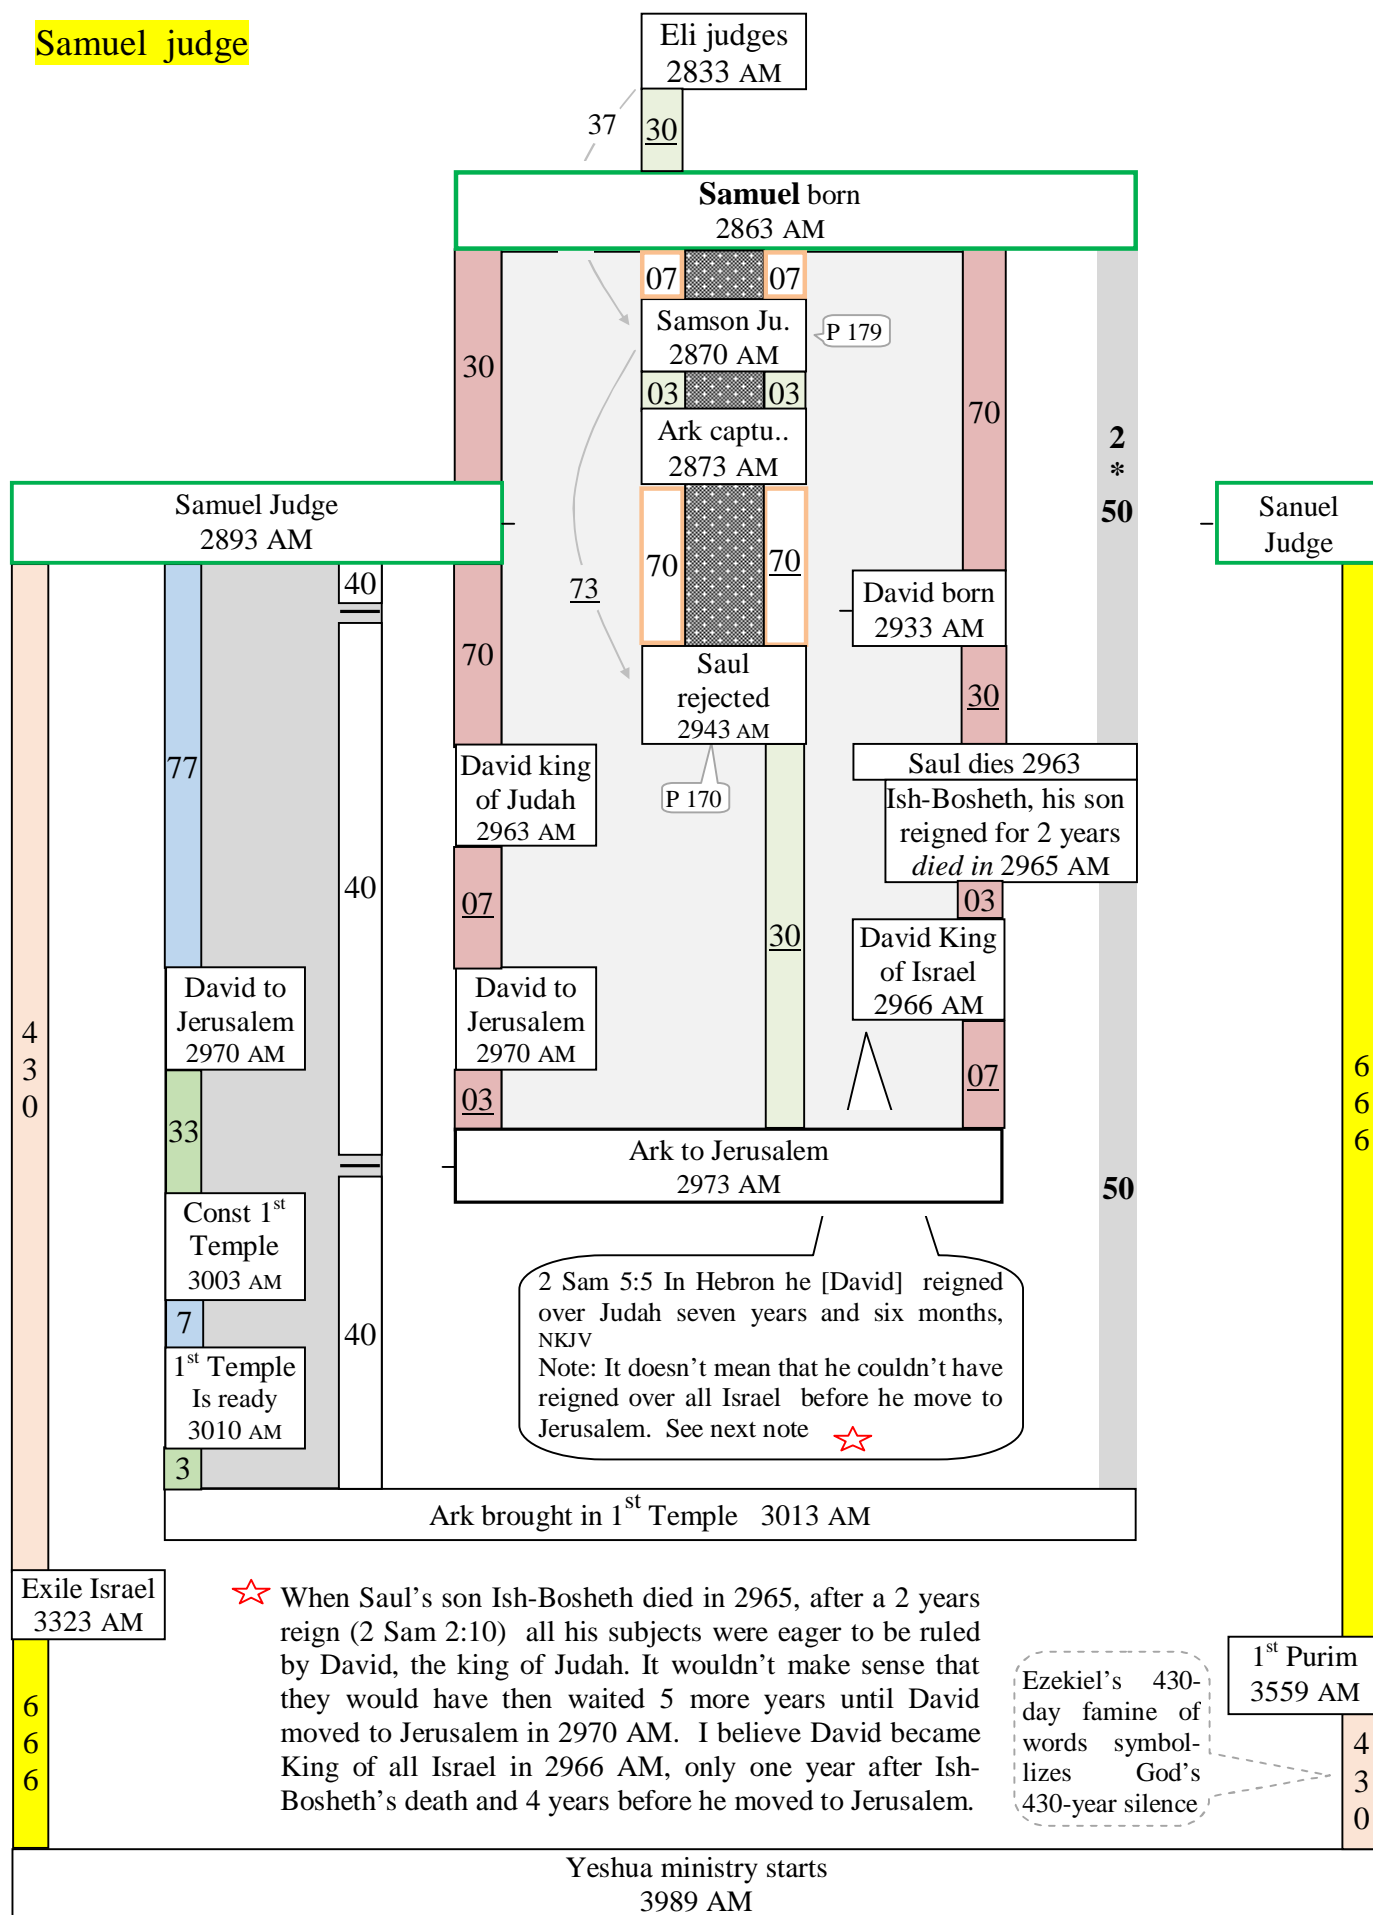 Samuel judge
Eli judges
2833 AM
37
30
Samuel born
2863 AM
07
07
Samson Ju.
2870 AM
P 179
30
03
03
70
Ark captu..
2873 AM
2
*
50
Samuel Judge
2893 AM
Sanuel
Judge
40
70
70
73
David born
2933 AM
70
Saul
rejected
2943 AM
30
77
David king
of Judah
2963 AM
P 170
Saul dies 2963
Ish-Bosheth, his son
reigned for 2 years
died in 2965 AM
40
07
30
03
David King
of Israel
2966 AM
David to
Jerusalem
2970 AM
David to
Jerusalem
2970 AM
4
3
0
6
6
6
03
07
33
Ark to Jerusalem
2973 AM
50
Const 1st
Temple
3003 AM
7
40
2 Sam 5:5 In Hebron he [David] reigned
over Judah seven years and six months,
NKJV
Note: It doesn’t mean that he couldn’t have
reigned over all Israel before he move to
Jerusalem. See next note
1st Temple
Is ready
3010 AM
3
Ark brought in 1st Temple 3013 AM
Exile Israel
3323 AM
When Saul’s son Ish-Bosheth died in 2965, after a 2 years
reign (2 Sam 2:10) all his subjects were eager to be ruled
by David, the king of Judah. It wouldn’t make sense that
they would have then waited 5 more years until David
moved to Jerusalem in 2970 AM. I believe David became
King of all Israel in 2966 AM, only one year after Ish-
Bosheth’s death and 4 years before he moved to Jerusalem.
1st Purim
3559 AM
Ezekiel’s 430-
day famine of
words symbol-
lizes God’s
430-year silence
6
6
6
4
3
0
Yeshua ministry starts
3989 AM